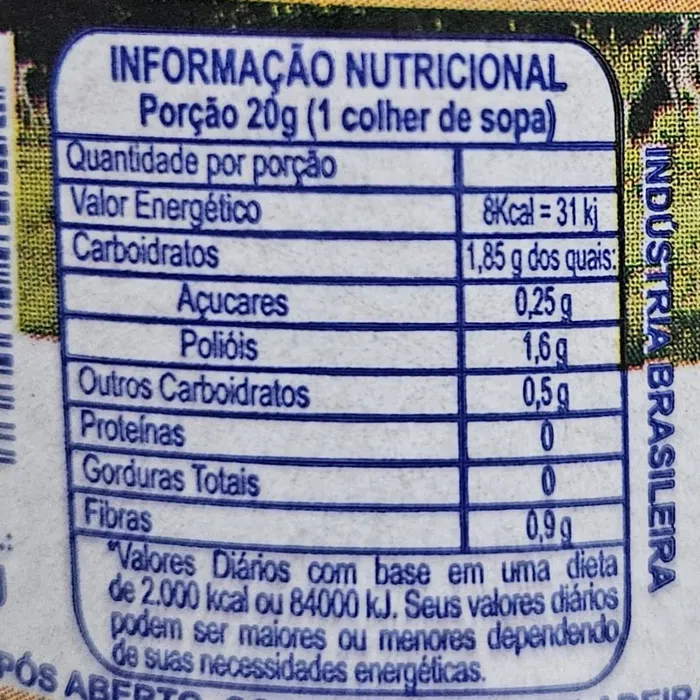 INFORMAÇÃO NUTRICIONAL
Porção 20g (1 colher de sopa)
Quantidade por porção
Valor Energético 8Kcal = 31 kj
Carboidratos 1,85 g dos quais:
Açucares 0,25 g
Polióis 1,6 g
Outros Carboidratos 0,5 g
Proteínas 0
Gorduras Totais 0
Fibras 0,9 g
*Valores Diários com base em uma dieta
de 2.000 kcal ou 84000 kJ. Seus valores diários
podem ser maiores ou menores dependendo
de suas necessidades energéticas.
INDÚSTRIA BRASILEIRA
PÓS ABERTO